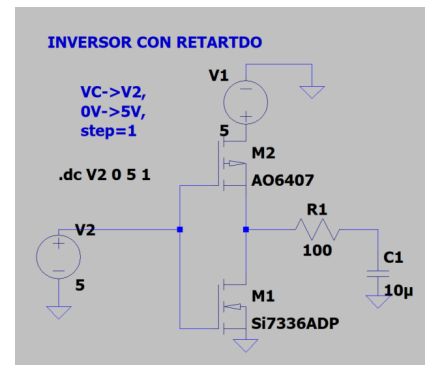 INVERSOR CON RETARTDO
V1
VC->V2,
0V->5V,
step=1
5
M2
.dc V2 0 5 1
AO6407
R1
V2
100
C1
5
M1
10µ
Si7336ADP